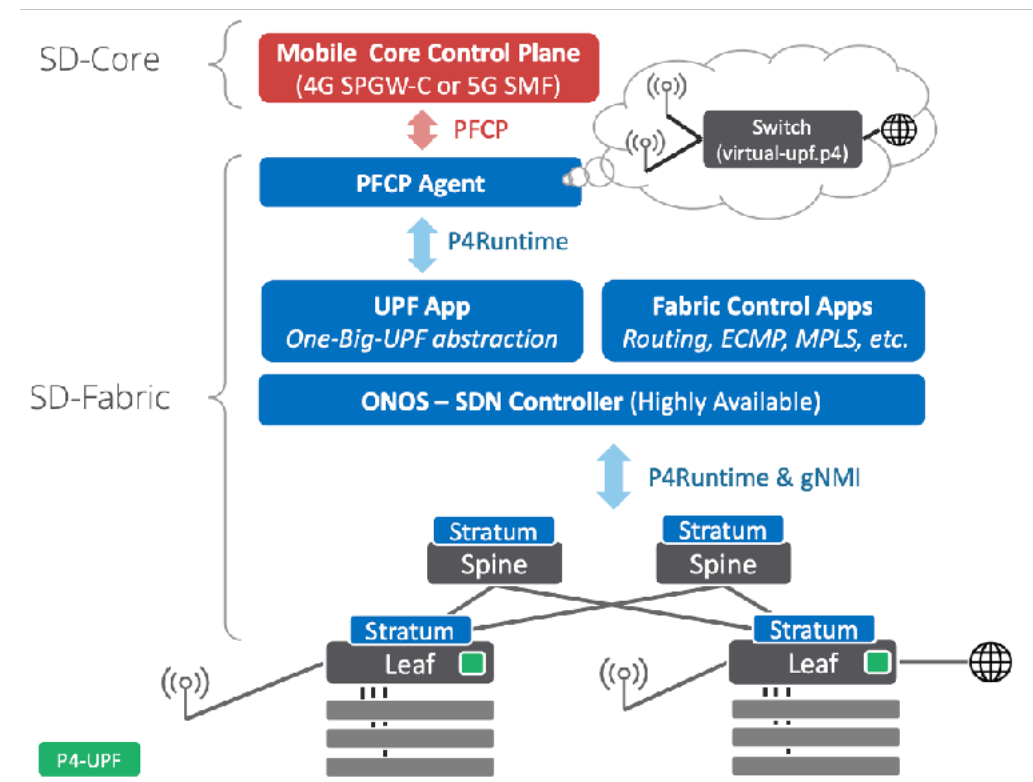 SD-Core
Mobile Core Control Plane
(4G SPGW-C or 5G SMF)
PFCP
Switch
(virtual-upf.p4)
PFCP Agent
P4Runtime
UPF App
One-Big-UPF abstraction
Fabric Control Apps
Routing, ECMP, MPLS, etc.
SD-Fabric
ONOS – SDN Controller (Highly Available)
P4Runtime & gNMI
Stratum
Spine
Stratum
Spine
Stratum
Leaf
Stratum
Leaf
P4-UPF